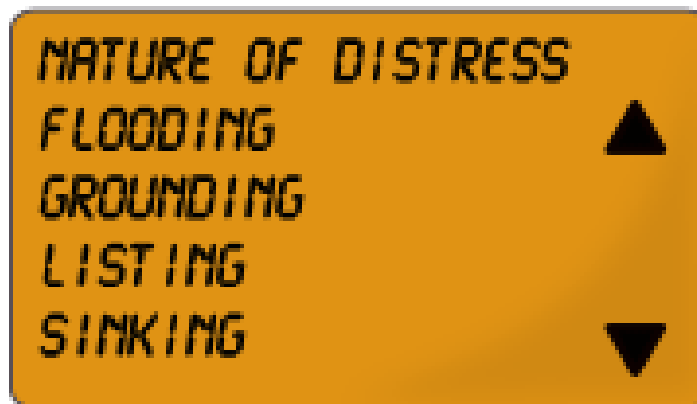 NATURE OF DISTRESS
FLOODING
GROUNDING
LISTING
SINKING